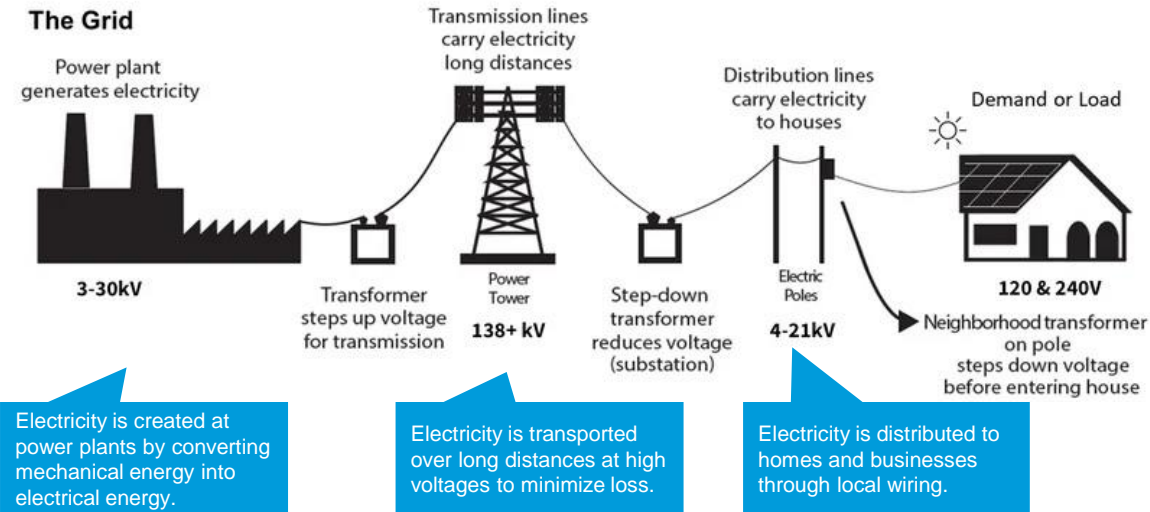 The Grid
Power plant
generates electricity
3-30kV
Transformer
steps up voltage
for transmission
Transmission lines
carry electricity
long distances
Power
Tower
138+ kV
Step-down
transformer
reduces voltage
(substation)
Distribution lines
carry electricity
to houses
Electric
Poles
4-21kV
Demand or Load
120 & 240V
Neighborhood transformer
on pole
steps down voltage
before entering house
Electricity is created at
power plants by converting
mechanical energy into
electrical energy.
Electricity is transported
over long distances at high
voltages to minimize loss.
Electricity is distributed to
homes and businesses
through local wiring.